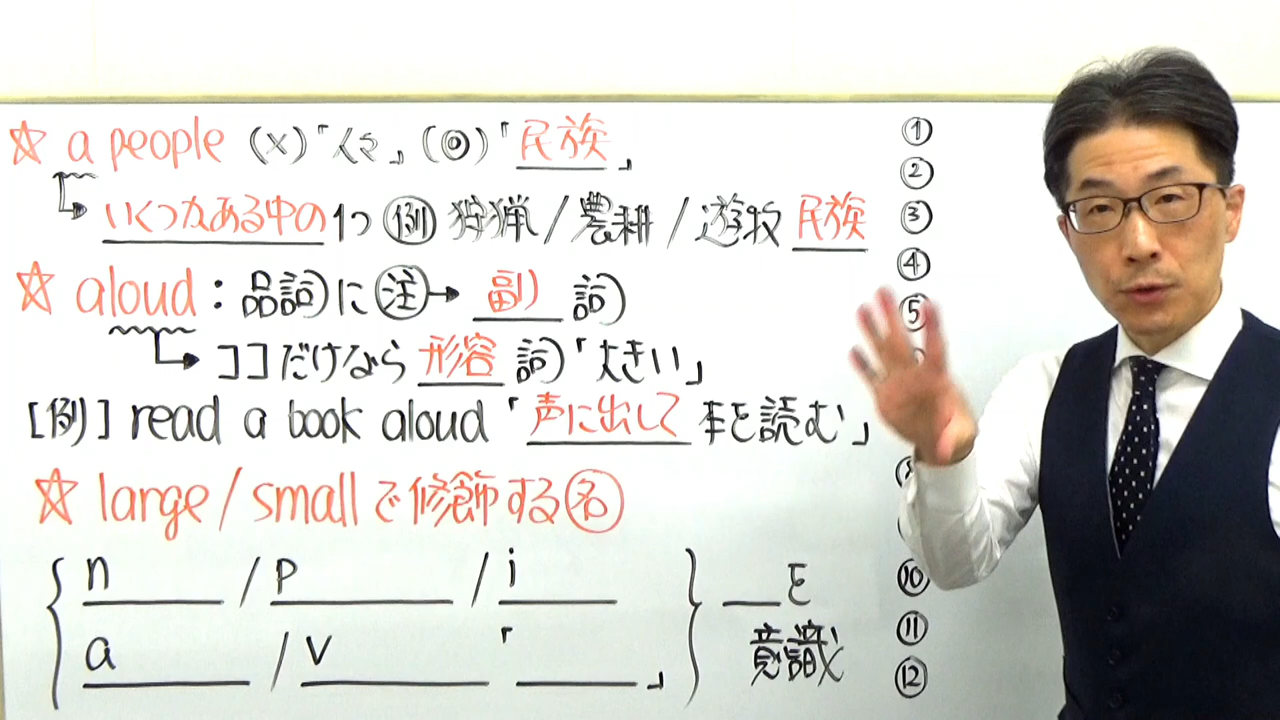 ☆ a people (×)「人々」(◎)「民族」
いくつかある中の1つ 例 狩猟/農耕/遊牧民族
☆ aloud:品詞に注→副詞
ココだけなら形容詞「大きい」
[例] read a book aloud「声に出して本を読む」
☆ large/small で修飾する名
n / p / i
a / v 「 」
_を
意識
①
②
③
④
⑤
⑩
⑪
⑫